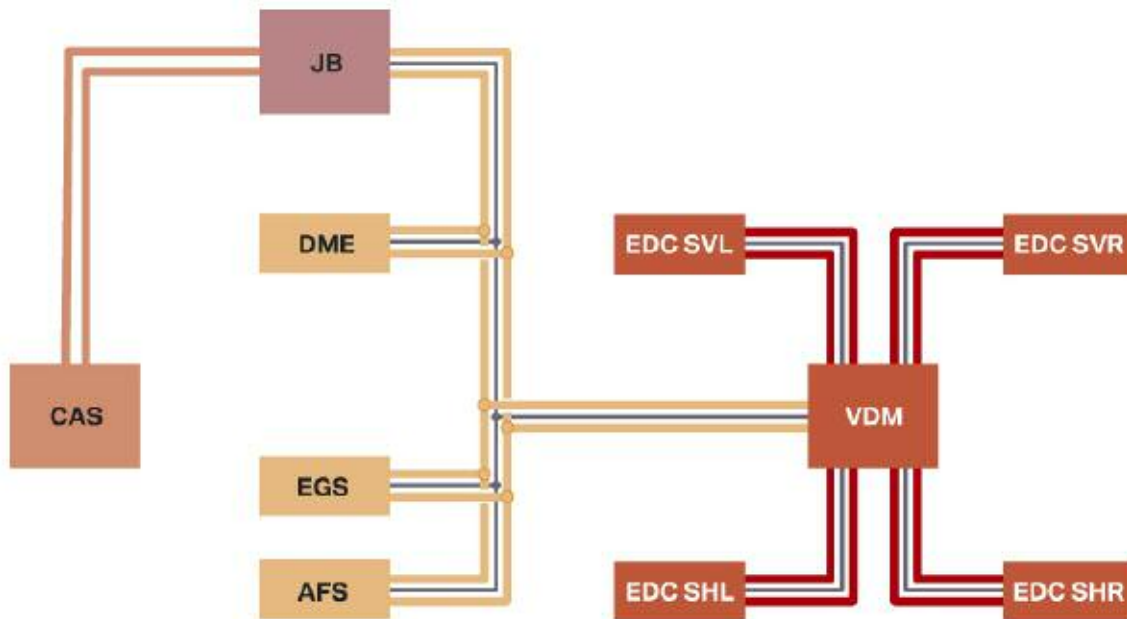 JB
DME
EDC SVL
EDC SVR
CAS
VDM
EGS
AFS
EDC SHL
EDC SHR